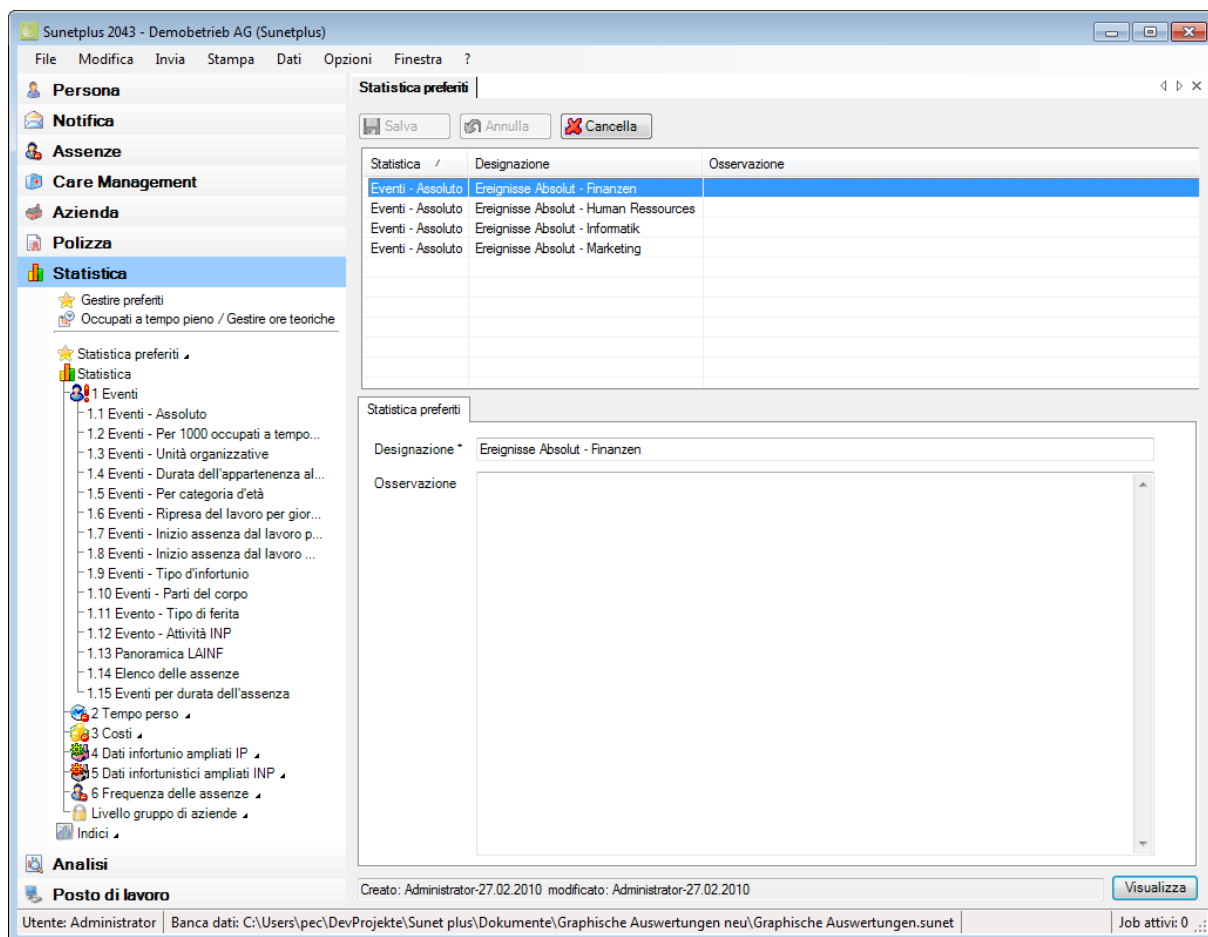 Sunetplus 2043 - Demobetrieb AG (Sunetplus)
File Modifica Invia Stampa Dati Opzioni Finestra ?
Persona
Notifica
Assenze
Care Management
Azienda
Polizza
Statistica
Gestire preferiti
Occupati a tempo pieno / Gestire ore teoriche
Statistica preferiti
Statistica
1 Eventi
1.1 Eventi - Assoluto
1.2 Eventi - Per 1000 occupati a tempo...
1.3 Eventi - Unità organizzative
1.4 Eventi - Durata dell'appartenenza al...
1.5 Eventi - Per categoria d'età
1.6 Eventi - Ripresa del lavoro per gior...
1.7 Eventi - Inizio assenza dal lavoro p...
1.8 Eventi - Inizio assenza dal lavoro ...
1.9 Eventi - Tipo d'infortunio
1.10 Eventi - Parti del corpo
1.11 Evento - Tipo di ferita
1.12 Evento - Attività INP
1.13 Panoramica LAINF
1.14 Elenco delle assenze
1.15 Eventi per durata dell'assenza
2 Tempo perso
3 Costi
4 Dati infortunio ampliati IP
5 Dati infortunistici ampliati INP
6 Frequenza delle assenze
Livello gruppo di aziende
Indici
Analisi
Posto di lavoro
Statistica preferiti
Salva Annulla Cancella
Statistica Designazione Osservazione
Eventi - Assoluto Ereignisse Absolut - Finanzen
Eventi - Assoluto Ereignisse Absolut - Human Ressources
Eventi - Assoluto Ereignisse Absolut - Informatik
Eventi - Assoluto Ereignisse Absolut - Marketing
Statistica preferiti
Designazione * Ereignisse Absolut - Finanzen
Osservazione
Creato: Administrator-27.02.2010 modificato: Administrator-27.02.2010 Visualizza
Utente: Administrator Banca dati: C:\Users\pec\DevProjekte\Sunet plus\Dokumente\Graphische Auswertungen neu\Graphische Auswertungen.sunet Job attivi: 0